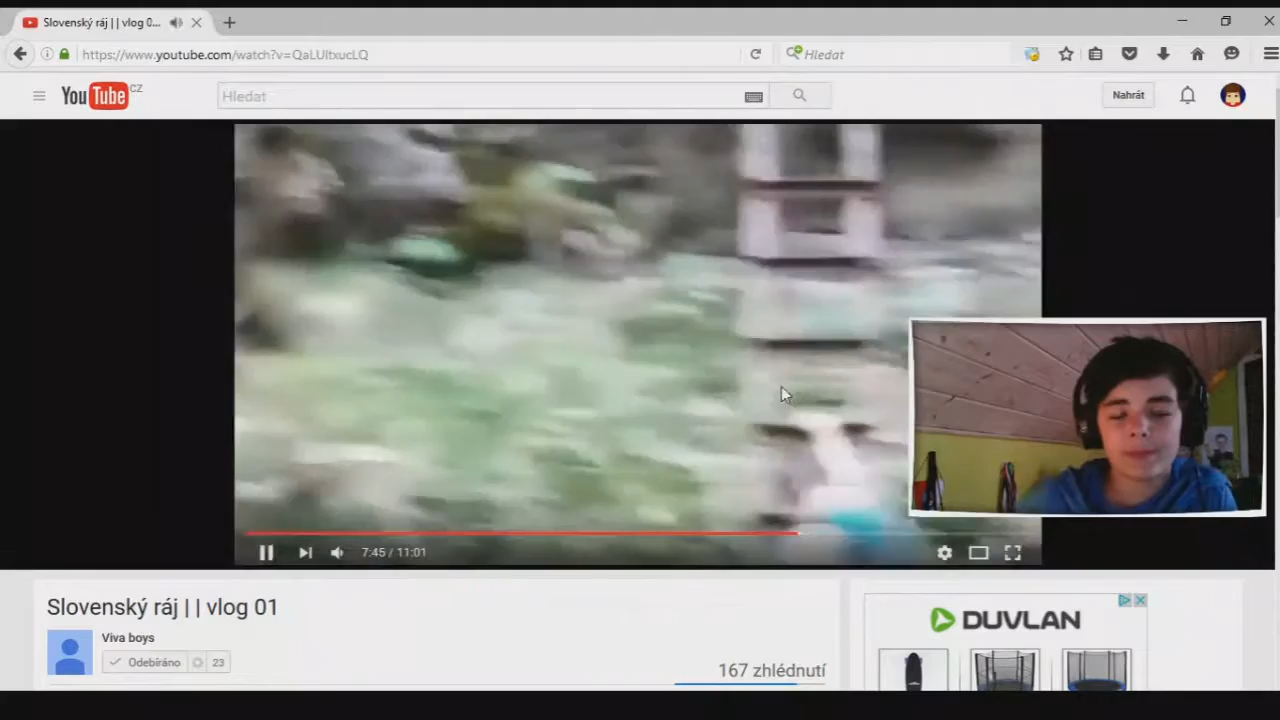 Slovenský ráj | | vlog 0...
https://www.youtube.com/watch?v=QaLUltxucLQ
Hledat
YouTube CZ
Hledat
Nahrát
7:45 / 11:01
Slovenský ráj | | vlog 01
Viva boys
Odebíráno 23
167 zhlédnutí
DUVLAN